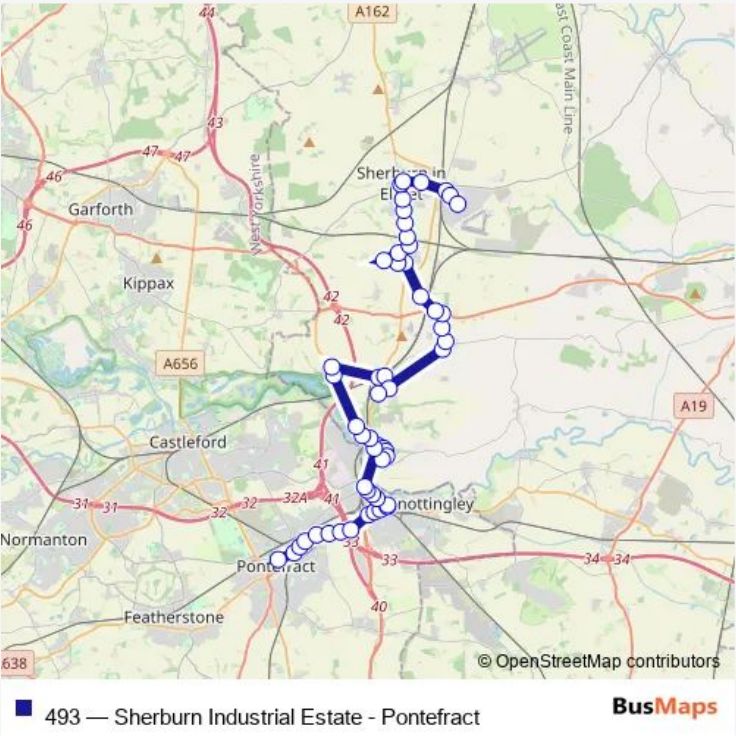 44
A162
East Coast Main Line
43
47
47
Sherburn in
Elmet
46
West Yorkshire
Garforth
46
Kippax
42
42
A656
A19
Castleford
41
31
31
32
32
32A
41
Knottingley
Normanton
33
33
34
34
Pontefract
40
Featherstone
638
© OpenStreetMap contributors
493 — Sherburn Industrial Estate - Pontefract
BusMaps